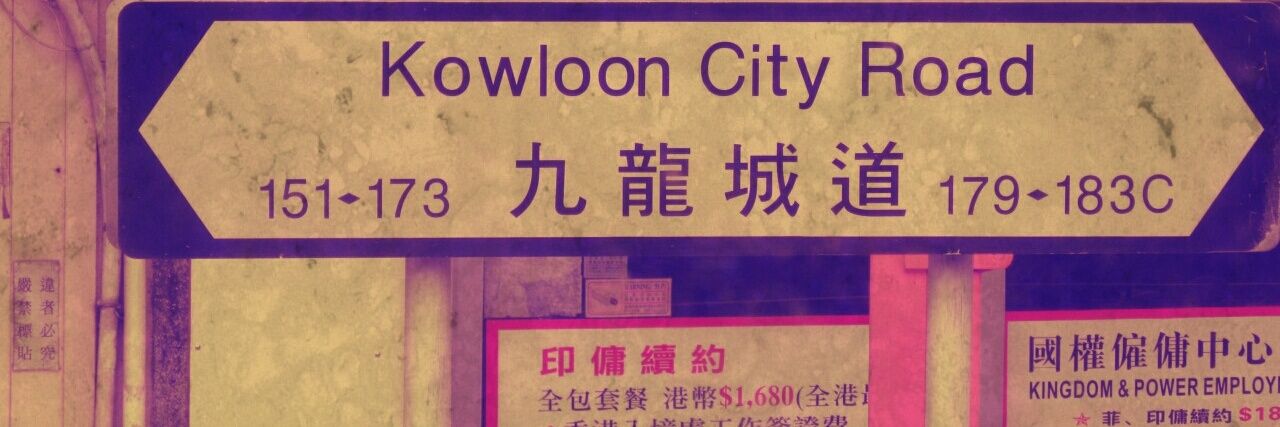 Kowloon City Road
151 173 九龍城道 179 183C
嚴禁標貼
違者必究
印傭續約
全包套餐 港幣$1,680(全港
國權僱傭中心
KINGDOM & POWER EMPLOY
菲、印傭續約 $18